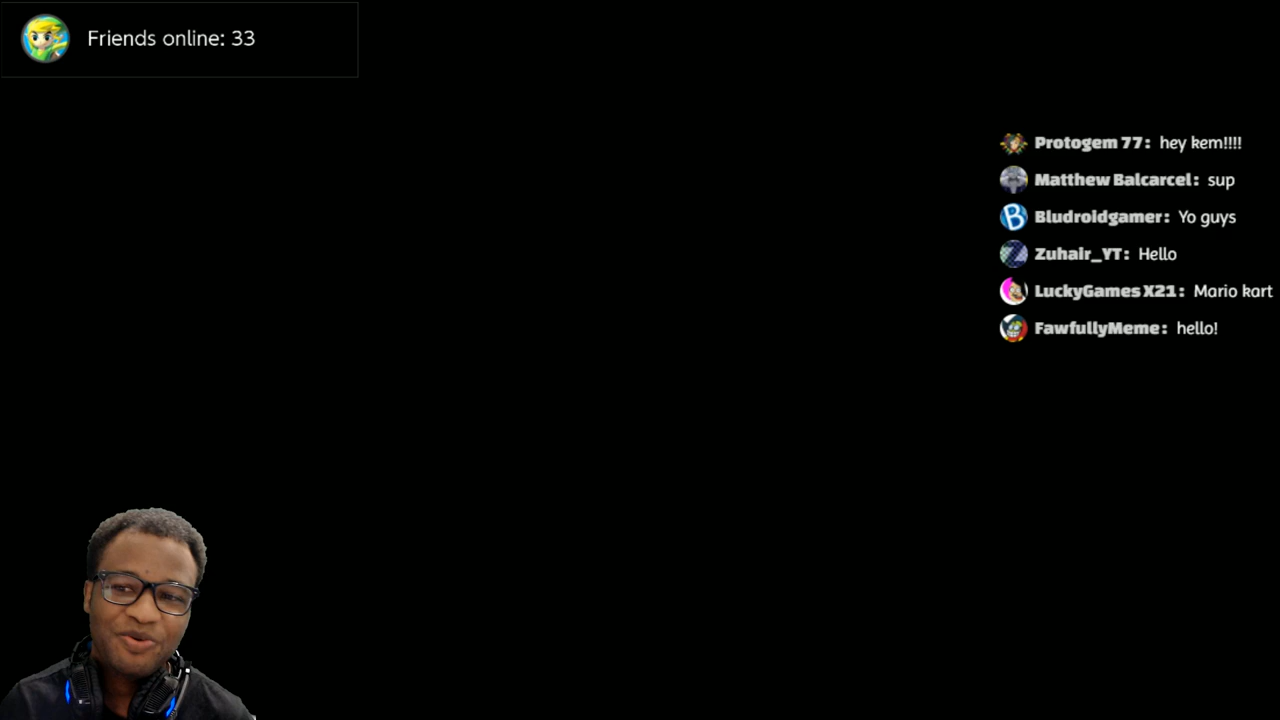 Friends online: 33
Protogem 77: hey kem!!!!
Matthew Balcarcel: sup
Bludroidgamer: Yo guys
Zuhair_YT: Hello
LuckyGames X21: Mario kart
FawfullyMeme: hello!